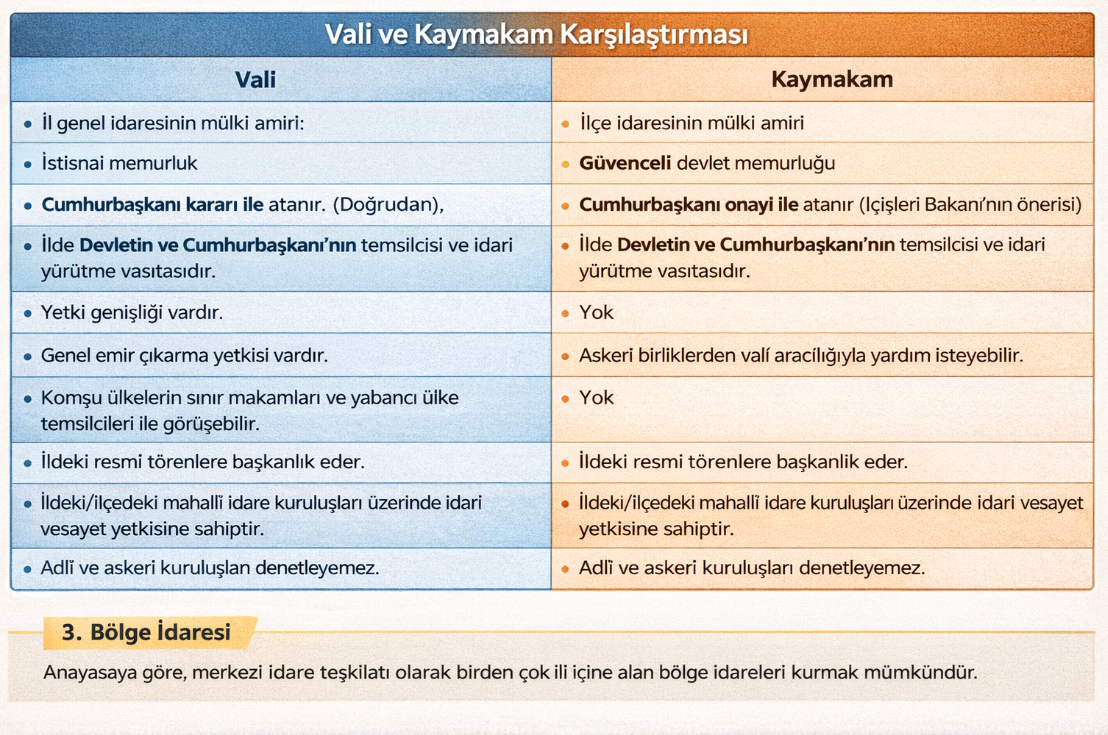 Vali ve Kaymakam Karşılaştırması
Vali
Kaymakam
• İl genel idaresinin mülki amiri:
• İlçe idaresinin mülki amiri
• İstisnai memurluk
• Güvenceli devlet memurluğu
• Cumhurbaşkanı kararı ile atanır. (Doğrudan),
• Cumhurbaşkanı onayi ile atanır (Içişleri Bakanı’nın önerisi)
• İlde Devletin ve Cumhurbaşkanı’nın temsilcisi ve idari
yürütme vasıtasıdır.
• İlde Devletin ve Cumhurbaşkanı’nın temsilcisi ve idari
yürütme vasıtasıdır.
• Yetki genişliği vardır.
• Yok
• Genel emir çıkarma yetkisi vardır.
• Askeri birliklerden valí aracılığıyla yardım isteyebilir.
• Komşu ülkelerin sınır makamları ve yabancı ülke
temsilcileri ile görüşebilir.
• Yok
• İldeki resmi törenlere başkanlık eder.
• İldeki resmi törenlere başkanlik eder.
• İldeki/ilçedeki mahallî idare kuruluşları üzerinde idari
vesayet yetkisine sahiptir.
• İldeki/ilçedeki mahallî idare kuruluşları üzerinde idari vesayet
yetkisine sahiptir.
• Adlî ve askeri kuruluşlan denetleyemez.
• Adlî ve askeri kuruluşları denetleyemez.
3. Bölge İdaresi
Anayasaya göre, merkezi idare teşkilatı olarak birden çok ili içine alan bölge idareleri kurmak mümkündür.